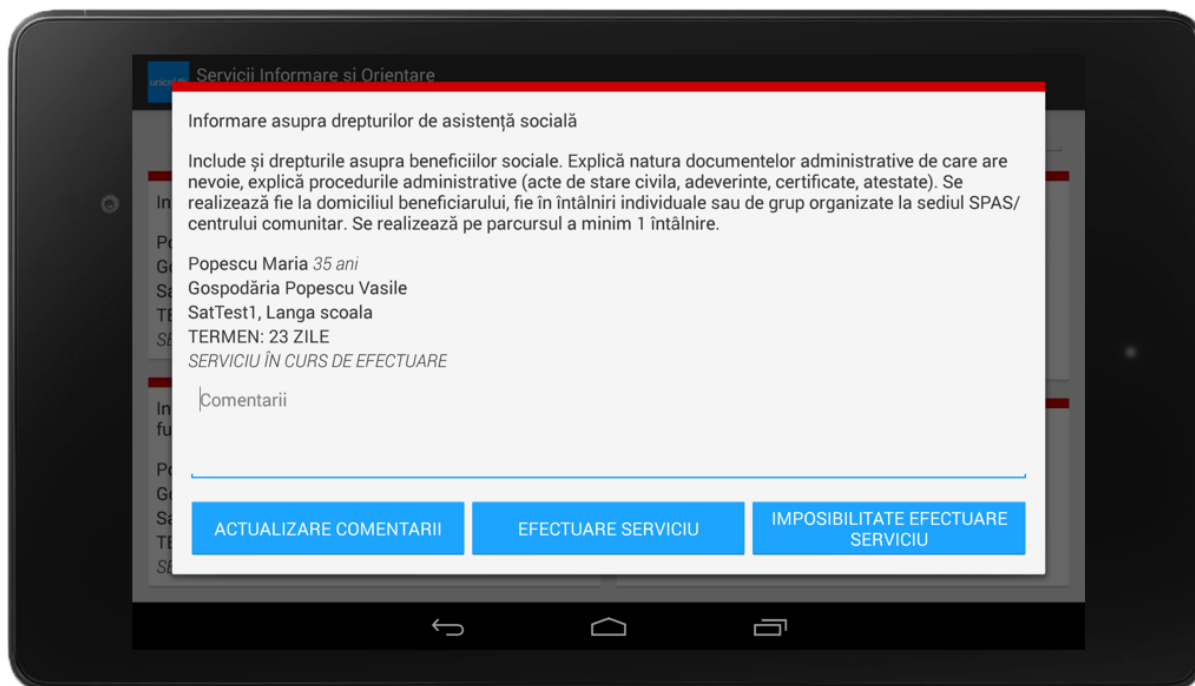 Servicii Informare si Orientare
Informare asupra drepturilor de asistență socială
Include și drepturile asupra beneficiilor sociale. Explică natura documentelor administrative de care are
nevoie, explică procedurile administrative (acte de stare civila, adeverinte, certificate, atestate). Se
realizează fie la domiciliul beneficiarului, fie în întâlniri individuale sau de grup organizate la sediul SPAS/
centrului comunitar. Se realizează pe parcursul a minim 1 întâlnire.
Popescu Maria 35 ani
Gospodăria Popescu Vasile
SatTest1, Langa scoala
TERMEN: 23 ZILE
SERVICIU ÎN CURS DE EFECTUARE
Comentarii
ACTUALIZARE COMENTARII
EFECTUARE SERVICIU
IMPOSIBILITATE EFECTUARE
SERVICIU